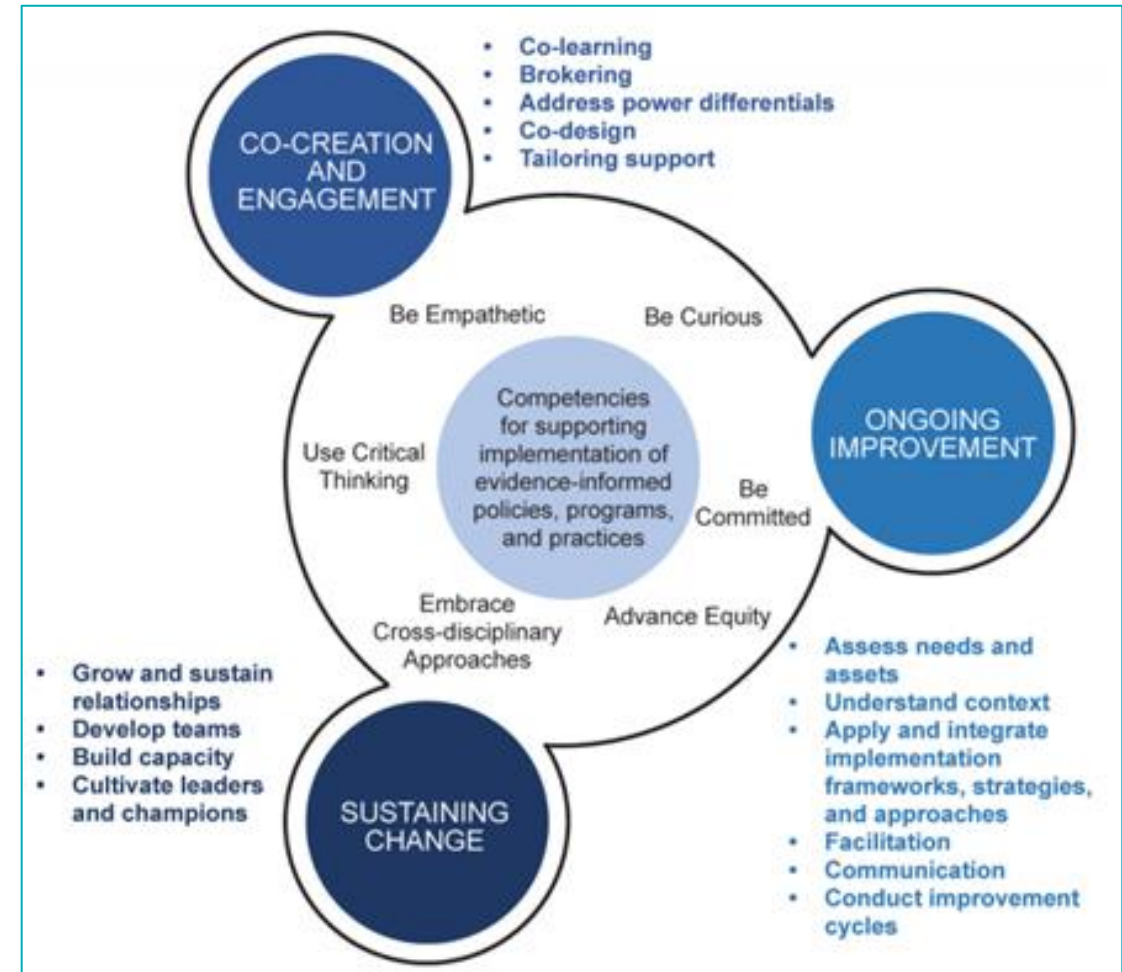 • Co-learning
• Brokering
• Address power differentials
• Co-design
• Tailoring support
CO-CREATION
AND
ENGAGEMENT
Be Empathetic
Be Curious
Competencies
for supporting
implementation of
evidence-informed
policies, programs,
and practices
Use Critical
Thinking
ONGOING
IMPROVEMENT
Be
Committed
Embrace
Cross-disciplinary
Approaches
Advance Equity
• Assess needs and
assets
• Understand context
• Apply and integrate
implementation
frameworks, strategies,
and approaches
• Facilitation
• Communication
• Conduct improvement
cycles
• Grow and sustain
relationships
• Develop teams
• Build capacity
• Cultivate leaders
and champions
SUSTAINING
CHANGE